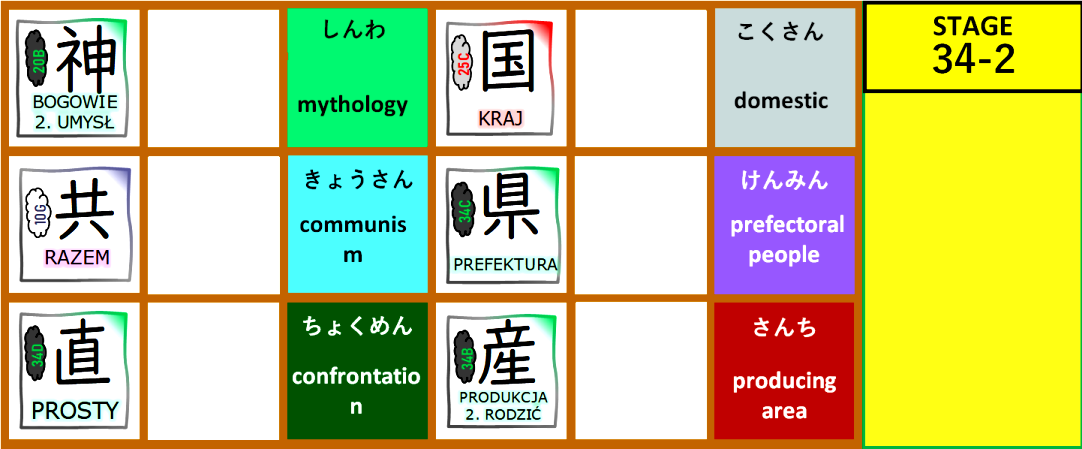 20B
神
BOGOWIE
2. UMYSŁ
しんわ
mythology
25C
国
KRAJ
こくさん
domestic
STAGE
34-2
10G
共
RAZEM
きょうさん
communis
m
34C
県
PREFEKTURA
けんみん
prefectoral
people
34D
直
PROSTY
ちょくめん
confrontatio
n
34B
産
PRODUKCJA
2. RODZIĆ
さんち
producing
area